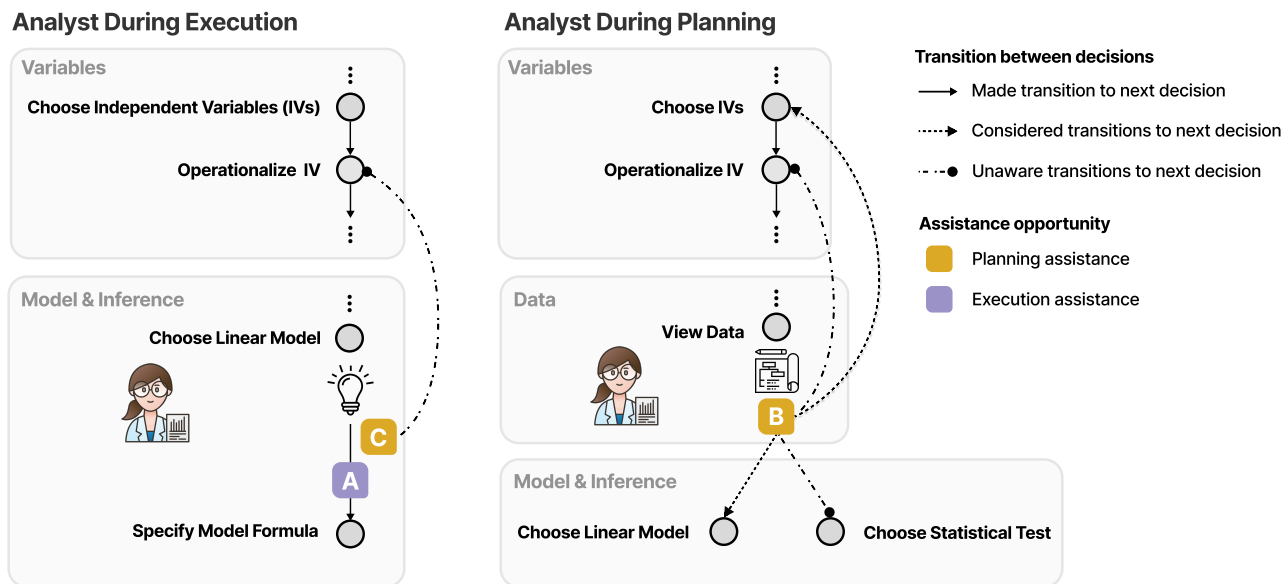 Analyst During Execution
Variables
Choose Independent Variables (IVs)
Operationalize IV
Model & Inference
Choose Linear Model
C
A
Specify Model Formula
Analyst During Planning
Variables
Choose IVs
Operationalize IV
Data
View Data
B
Model & Inference
Choose Linear Model
Choose Statistical Test
Transition between decisions
Made transition to next decision
Considered transitions to next decision
Unaware transitions to next decision
Assistance opportunity
Planning assistance
Execution assistance